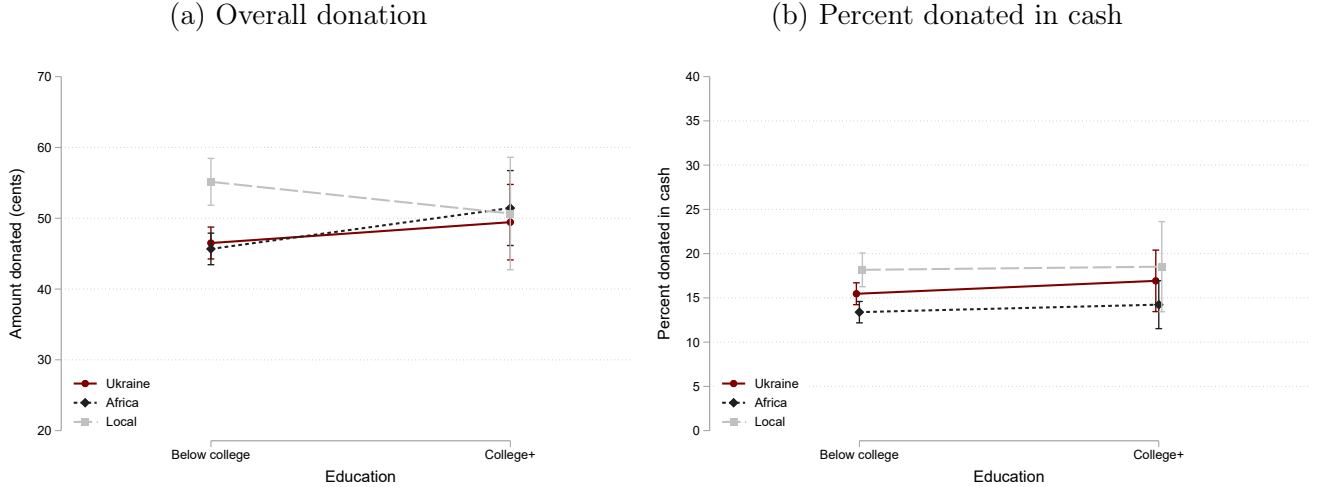 (a) Overall donation
70
60
50
40
30
20
Amount donated (cents)
Ukraine
Africa
Local
Below college
College+
Education
(b) Percent donated in cash
40
35
30
25
20
15
10
5
0
Percent donated in cash
Ukraine
Africa
Local
Below college
College+
Education